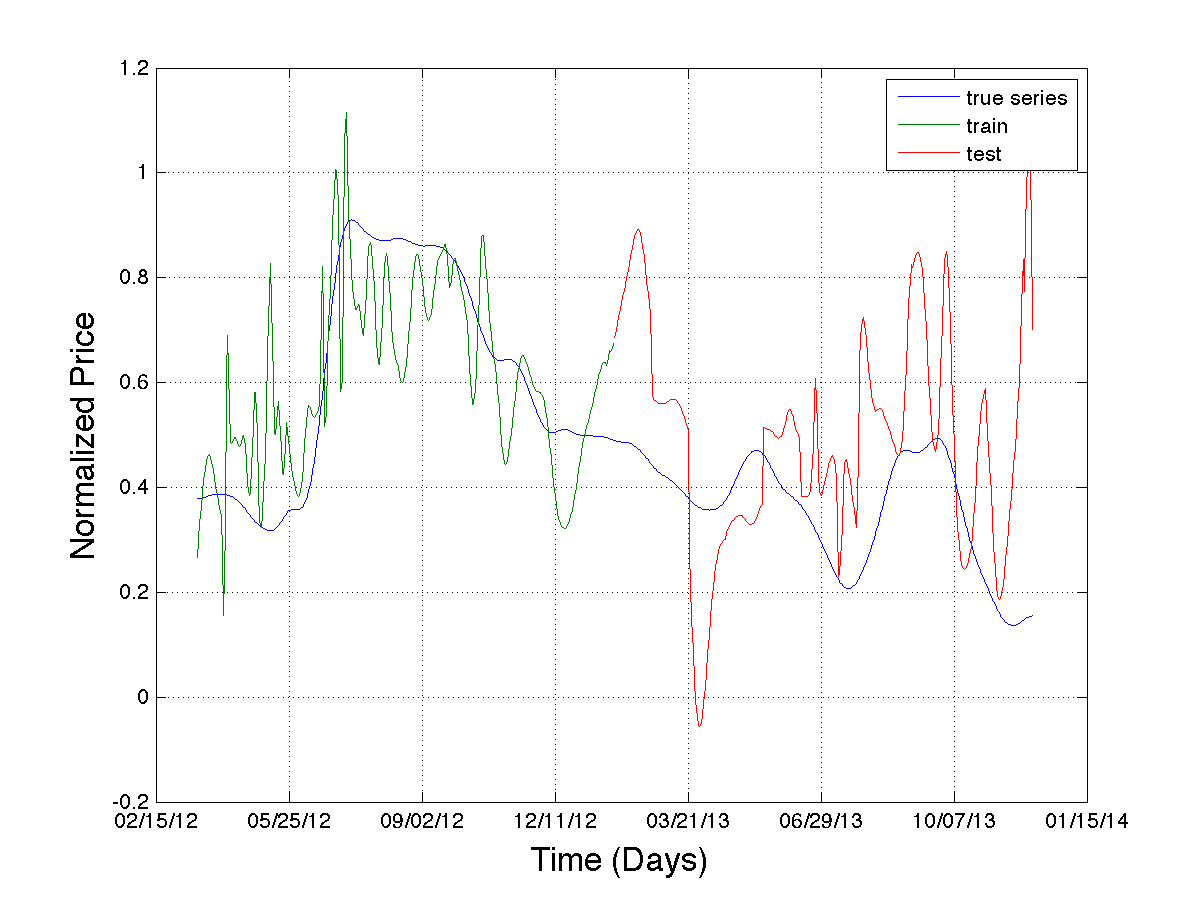 1.2
1
0.8
0.6
0.4
0.2
0
-0.2
Normalized Price
true series
train
test
02/15/12 05/25/12 09/02/12 12/11/12 03/21/13 06/29/13 10/07/13 01/15/14
Time (Days)